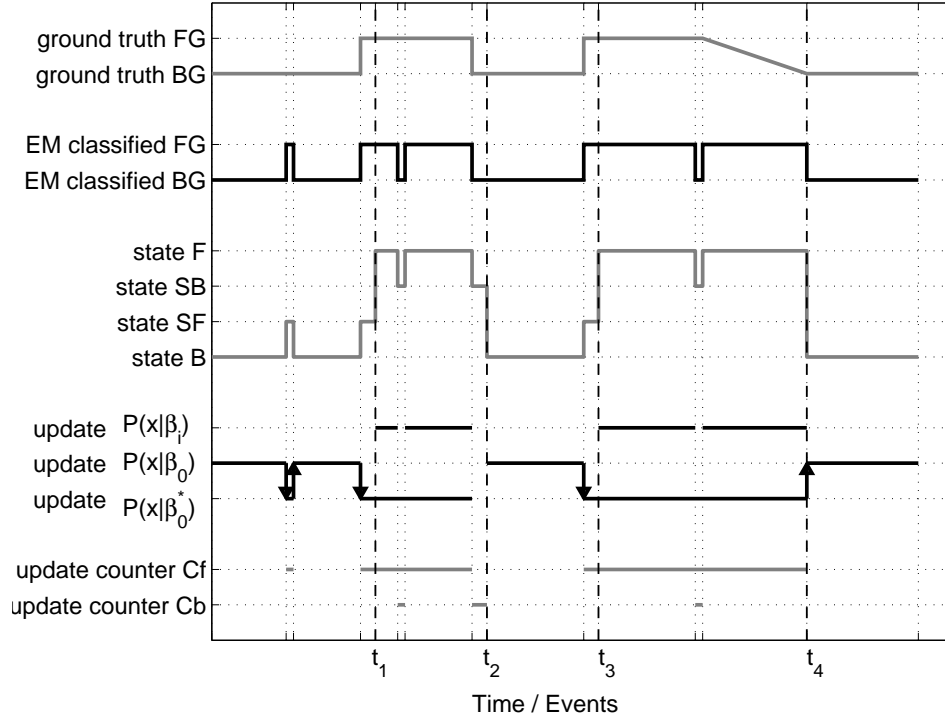 ground truth FG
ground truth BG
EM classified FG
EM classified BG
state F
state SB
state SF
state B
update P(x|β_i)
update P(x|β_0)
update P(x|β_0^*)
update counter Cf
update counter Cb
t_1 t_2 t_3 t_4
Time / Events